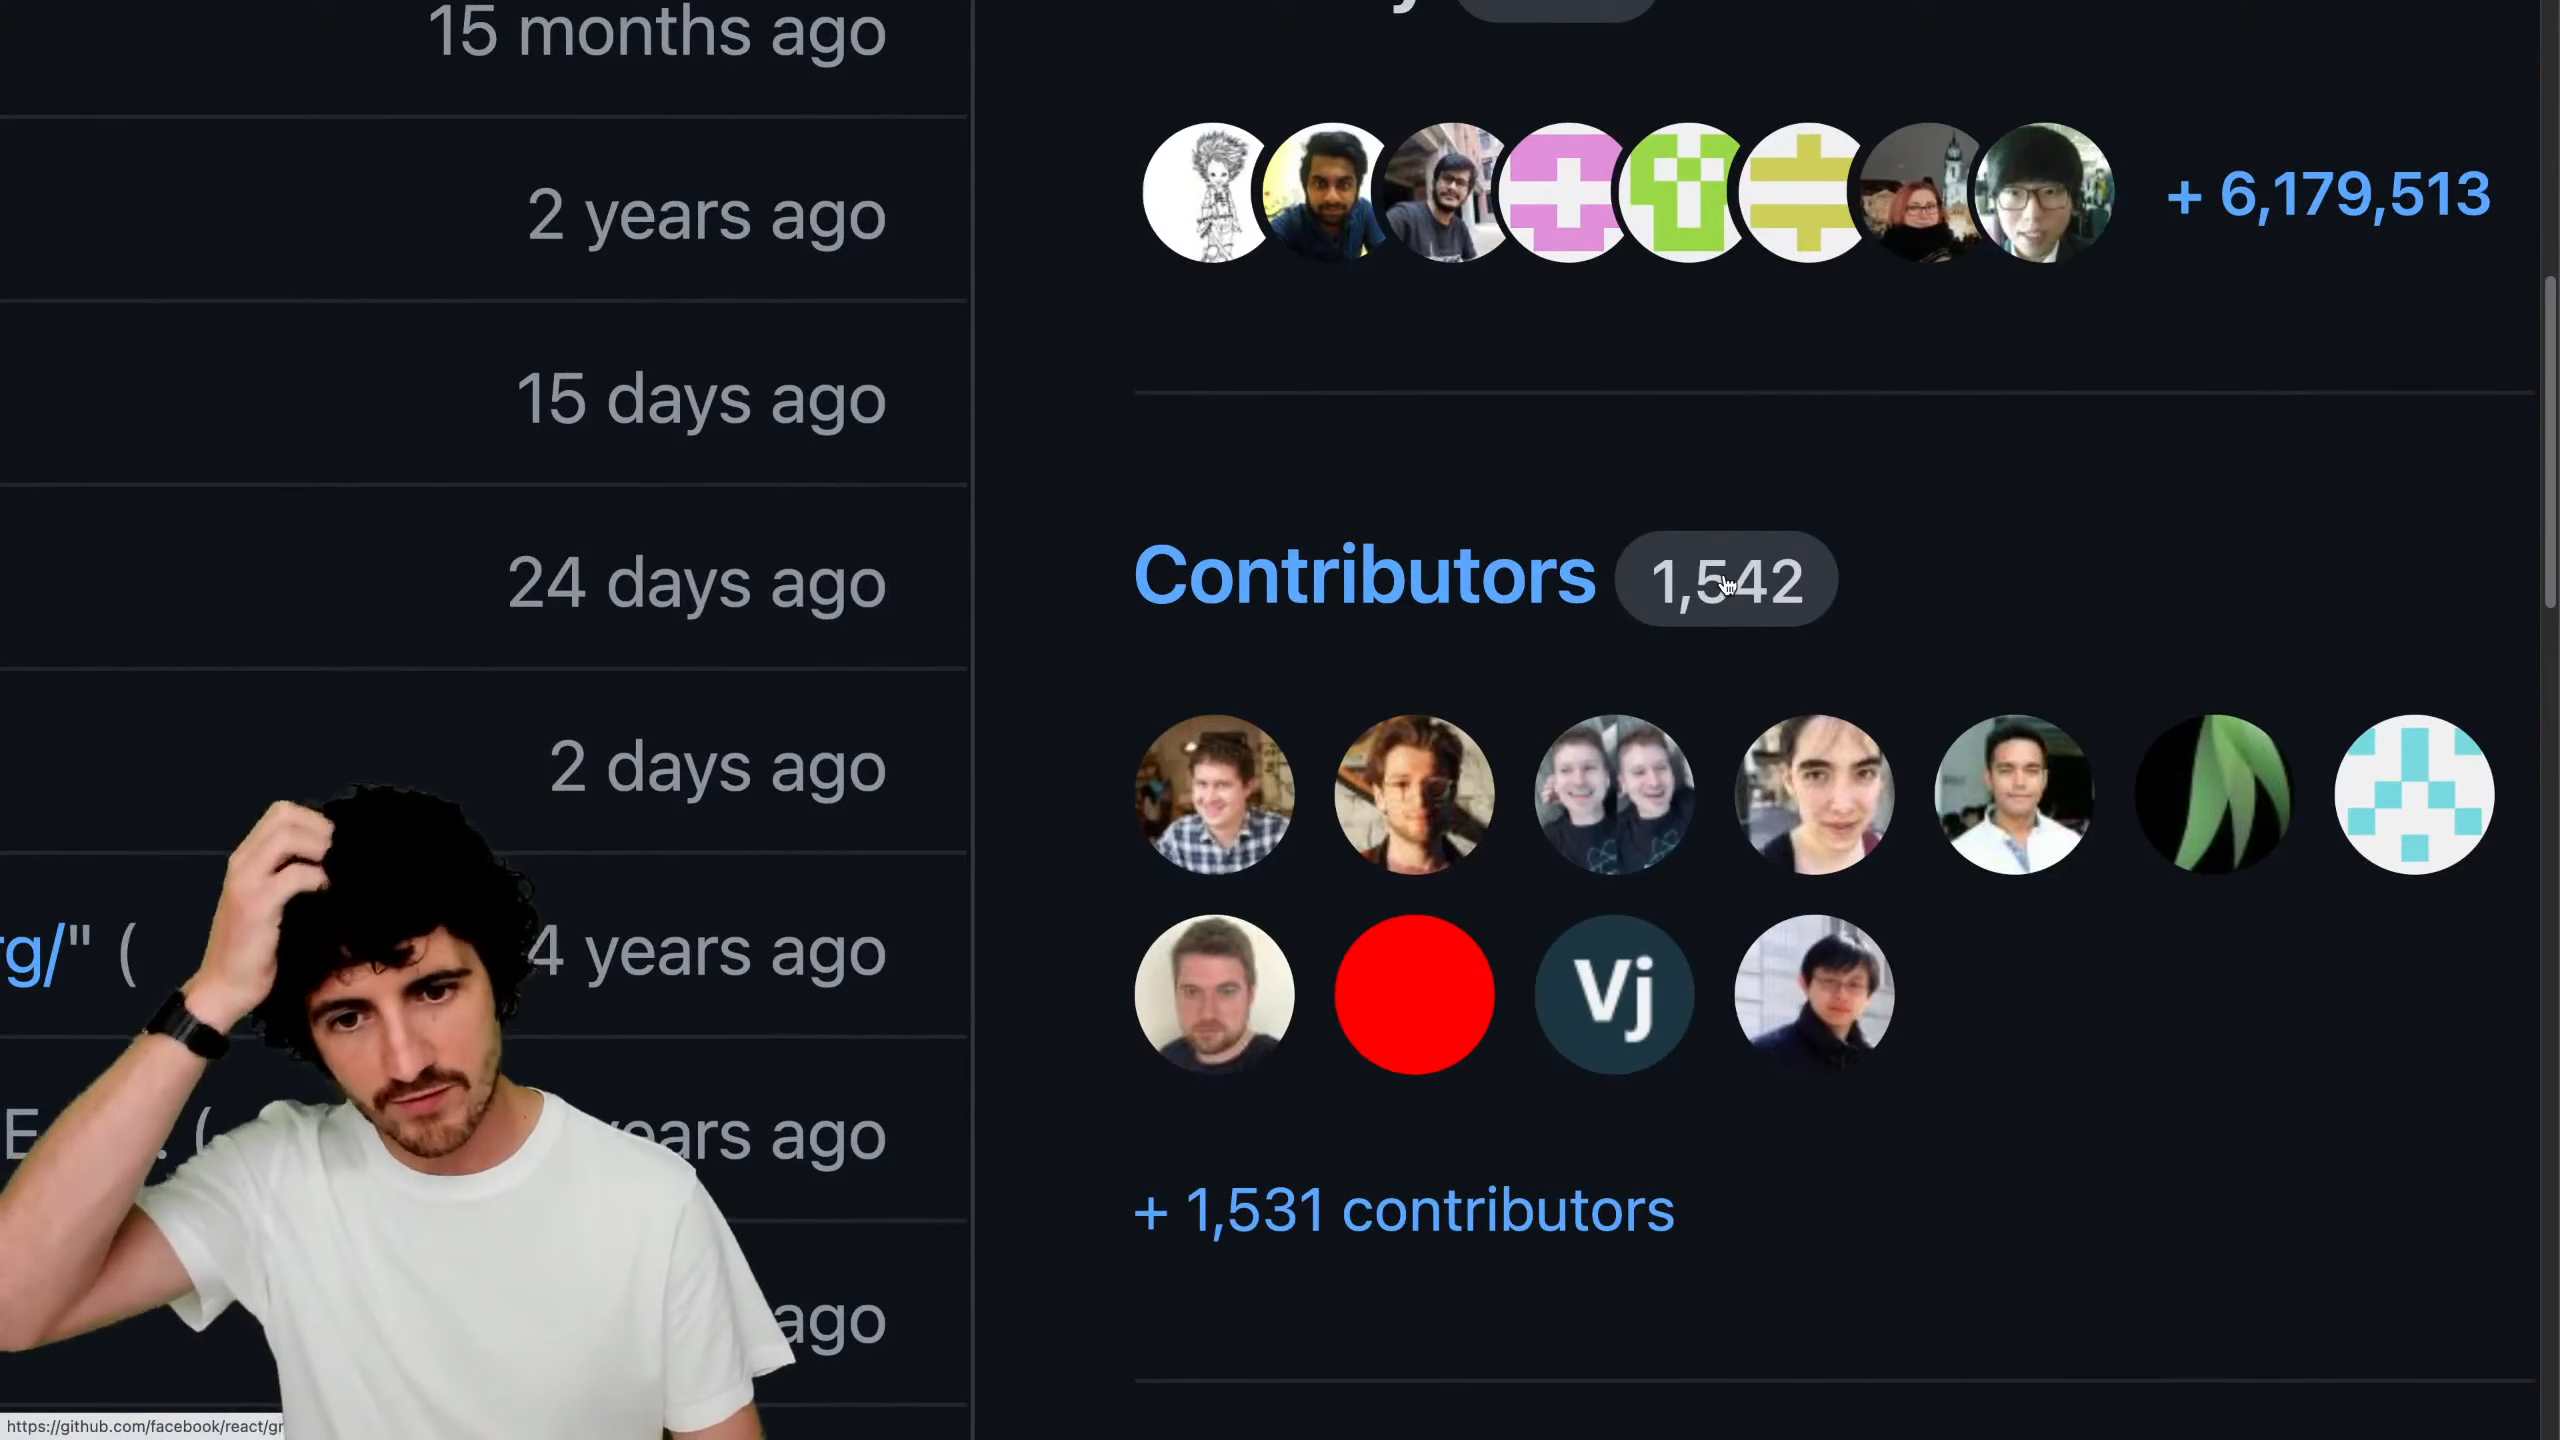 15 months ago
2 years ago
15 days ago
24 days ago
2 days ago
rg/" (
4 years ago
E
. (
ears ago
ago
https://github.com/facebook/react/gr
y
+ 6,179,513
Contributors 1,542
Vj
+ 1,531 contributors